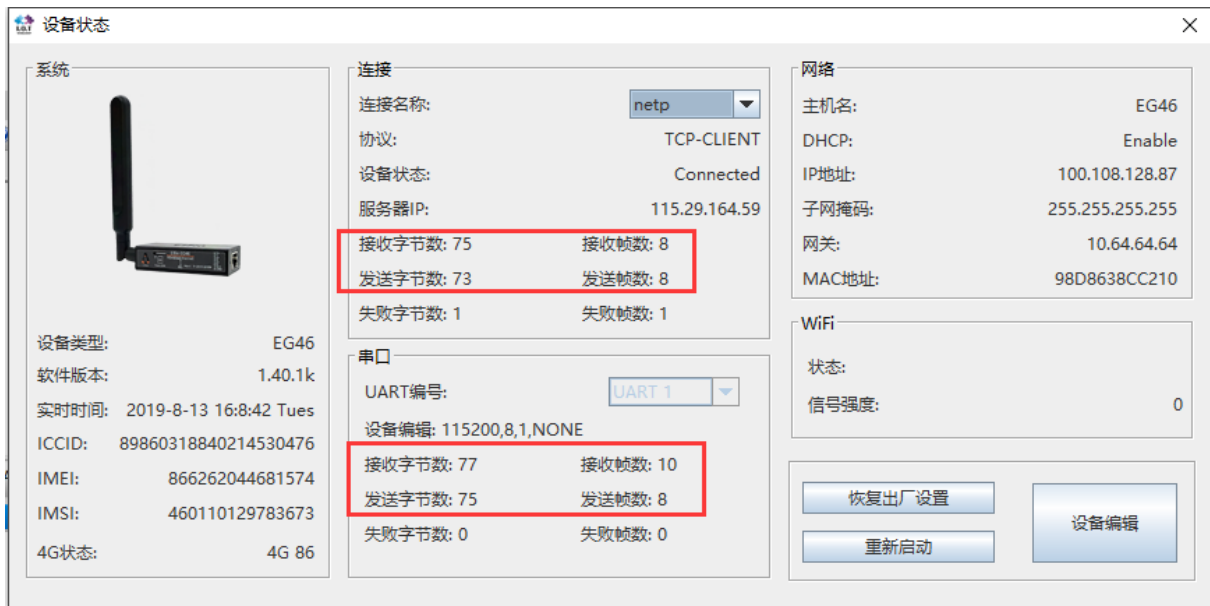 设备状态
系统
设备类型: EG46
软件版本: 1.40.1k
实时时间: 2019-8-13 16:8:42 Tues
ICCID: 89860318840214530476
IMEI: 866262044681574
IMSI: 460110129783673
4G状态: 4G 86
连接
连接名称: netp
协议: TCP-CLIENT
设备状态: Connected
服务器IP: 115.29.164.59
接收字节数: 75 接收帧数: 8
发送字节数: 73 发送帧数: 8
失败字节数: 1 失败帧数: 1
串口
UART编号: UART 1
设备编辑: 115200,8,1,NONE
接收字节数: 77 接收帧数: 10
发送字节数: 75 发送帧数: 8
失败字节数: 0 失败帧数: 0
网络
主机名: EG46
DHCP: Enable
IP地址: 100.108.128.87
子网掩码: 255.255.255.255
网关: 10.64.64.64
MAC地址: 98D8638CC210
WiFi
状态:
信号强度: 0
恢复出厂设置
重新启动
设备编辑